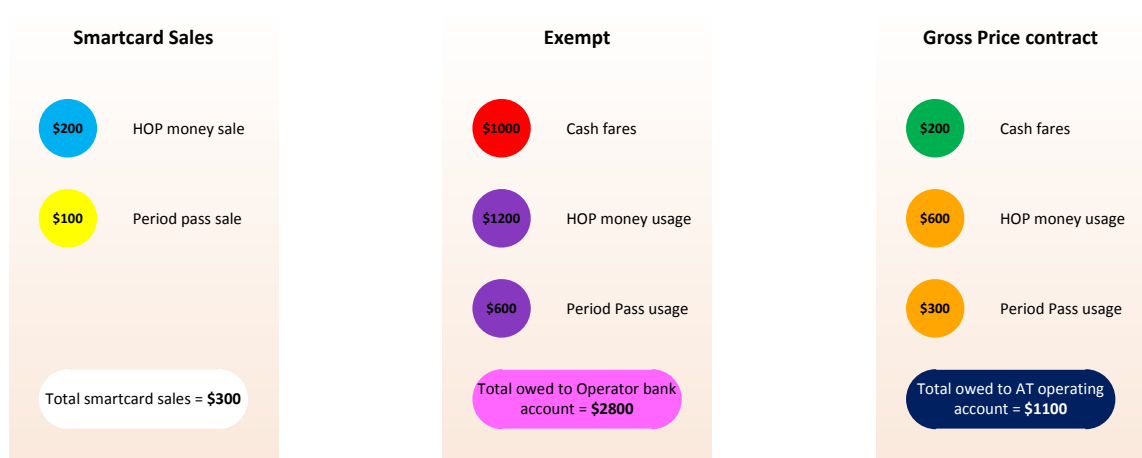 Smartcard Sales
$200 HOP money sale
$100 Period pass sale
Total smartcard sales = $300
Exempt
$1000 Cash fares
$1200 HOP money usage
$600 Period Pass usage
Total owed to Operator bank
account = $2800
Gross Price contract
$200 Cash fares
$600 HOP money usage
$300 Period Pass usage
Total owed to AT operating
account = $1100